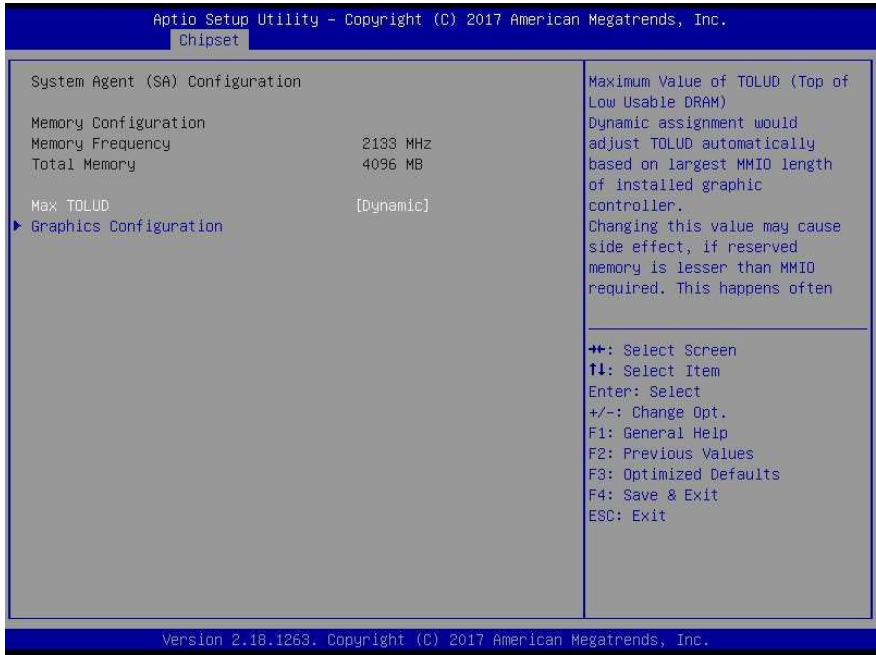 Aptio Setup Utility – Copyright (C) 2017 American Megatrends, Inc.
Chipset
System Agent (SA) Configuration
Memory Configuration
Memory Frequency 2133 MHz
Total Memory 4096 MB
Max TOLUD [Dynamic]
Graphics Configuration
Maximum Value of TOLUD (Top of
Low Usable DRAM)
Dynamic assignment would
adjust TOLUD automatically
based on largest MMIO length
of installed graphic
controller.
Changing this value may cause
side effect, if reserved
memory is lesser than MMIO
required. This happens often
→←: Select Screen
↑↓: Select Item
Enter: Select
+/-: Change Opt.
F1: General Help
F2: Previous Values
F3: Optimized Defaults
F4: Save & Exit
ESC: Exit
Version 2.18.1263. Copyright (C) 2017 American Megatrends, Inc.